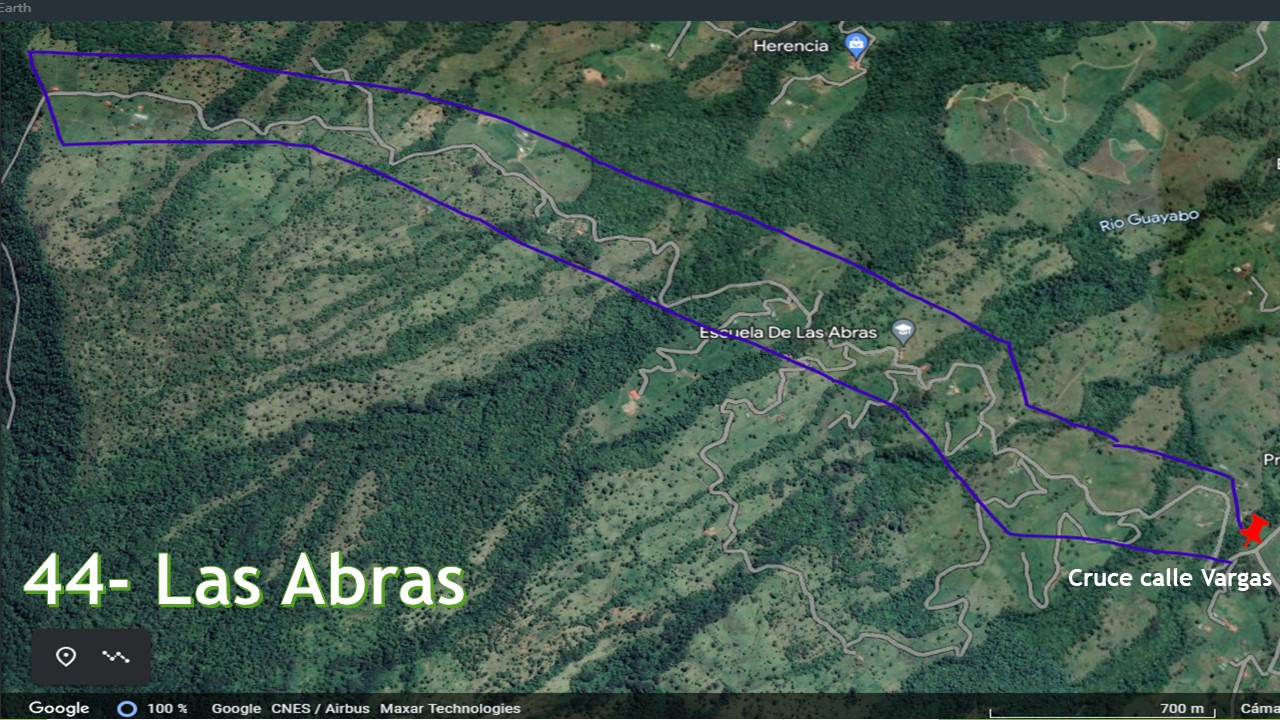 Earth
Herencia
Rio Guayabo
Escuela De Las Abras
Pr
44- Las Abras
Cruce calle Vargas
Google 100 % Google CNES / Airbus Maxar Technologies 700 m Cáma